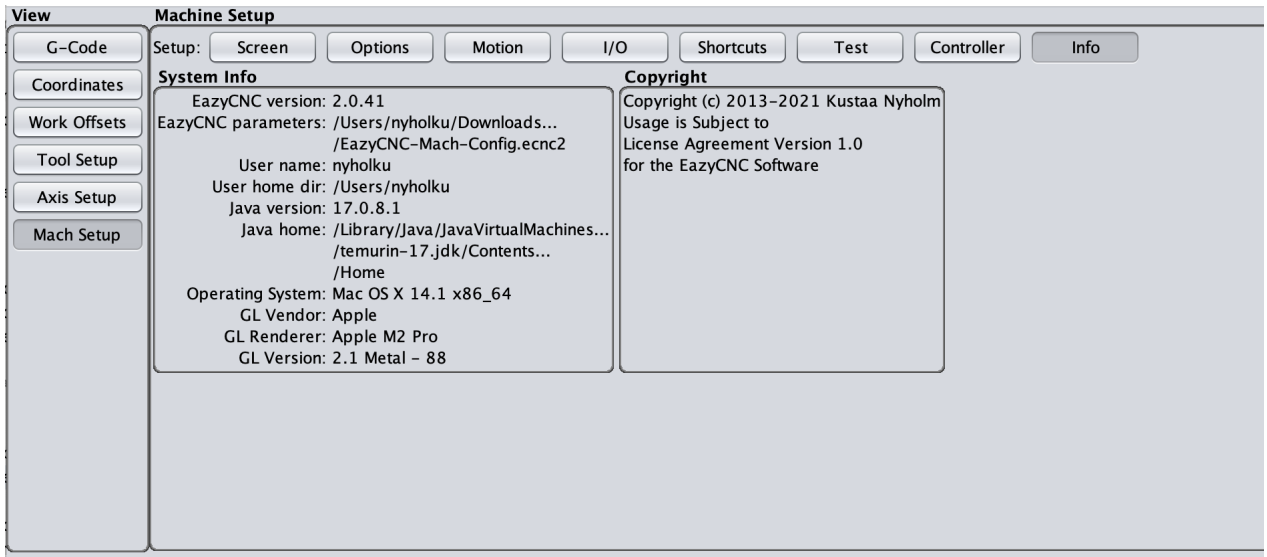 View
G-Code
Coordinates
Work Offsets
Tool Setup
Axis Setup
Mach Setup
Machine Setup
Setup: Screen Options Motion I/O Shortcuts Test Controller Info
System Info
EazyCNC version: 2.0.41
EazyCNC parameters: /Users/nyholku/Downloads...
/EazyCNC-Mach-Config.ecnc2
User name: nyholku
User home dir: /Users/nyholku
Java version: 17.0.8.1
Java home: /Library/Java/JavaVirtualMachines...
/temurin-17.jdk/Contents...
/Home
Operating System: Mac OS X 14.1 x86_64
GL Vendor: Apple
GL Renderer: Apple M2 Pro
GL Version: 2.1 Metal - 88
Copyright
Copyright (c) 2013-2021 Kustaa Nyholm
Usage is Subject to
License Agreement Version 1.0
for the EazyCNC Software